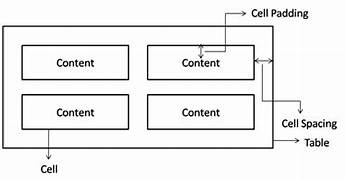 Cell Padding
Content
Content
Content
Content
Cell Spacing
Table
Cell